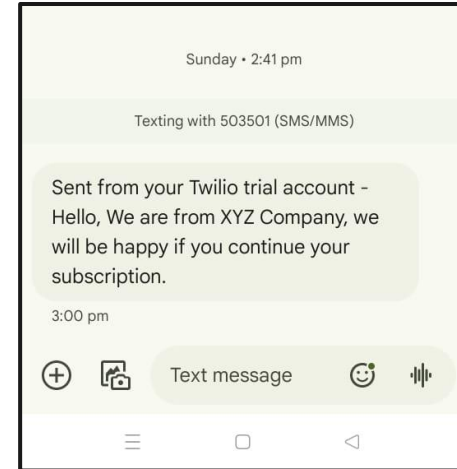 Sunday • 2:41 pm
Texting with 503501 (SMS/MMS)
Sent from your Twilio trial account -
Hello, We are from XYZ Company, we
will be happy if you continue your
subscription.
3:00 pm
Text message